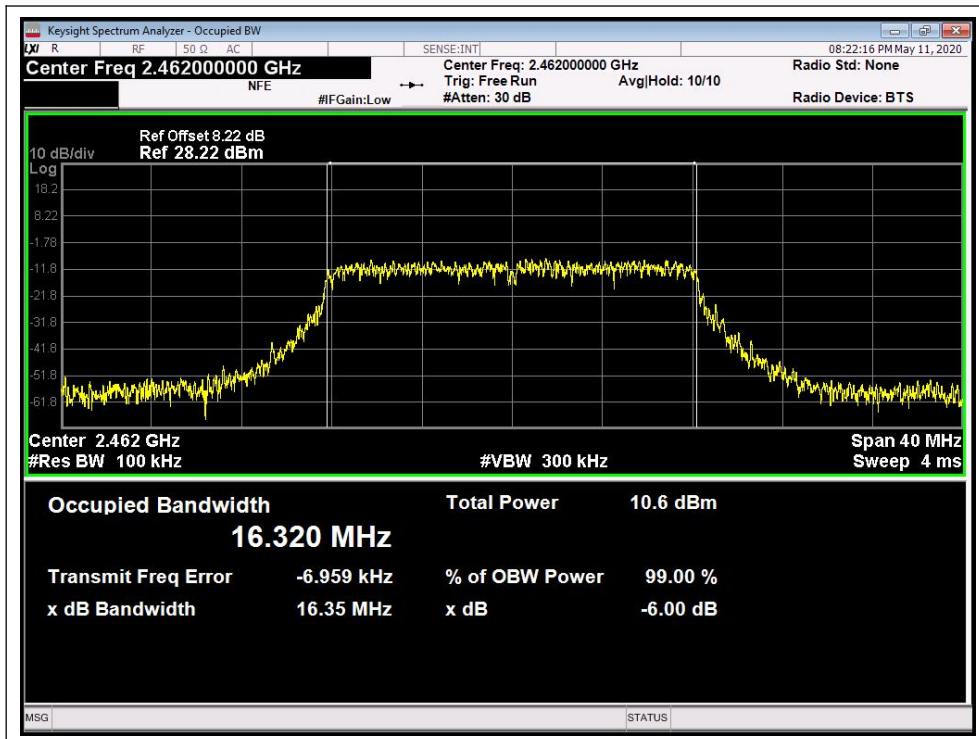 Keysight Spectrum Analyzer - Occupied BW
LXI R RF 50 Ω AC SENSE:INT 08:22:16 PM May 11, 2020
Center Freq 2.462000000 GHz Center Freq: 2.462000000 GHz Radio Std: None
NFE Trig: Free Run Avg|Hold: 10/10
#IFGain:Low #Atten: 30 dB Radio Device: BTS
Ref Offset 8.22 dB
10 dB/div Ref 28.22 dBm
Log
18.2
8.22
-1.78
-11.8
-21.8
-31.8
-41.8
-51.8
-61.8
Center 2.462 GHz Span 40 MHz
#Res BW 100 kHz #VBW 300 kHz Sweep 4 ms
Occupied Bandwidth Total Power 10.6 dBm
16.320 MHz
Transmit Freq Error -6.959 kHz % of OBW Power 99.00 %
x dB Bandwidth 16.35 MHz x dB -6.00 dB
MSG STATUS